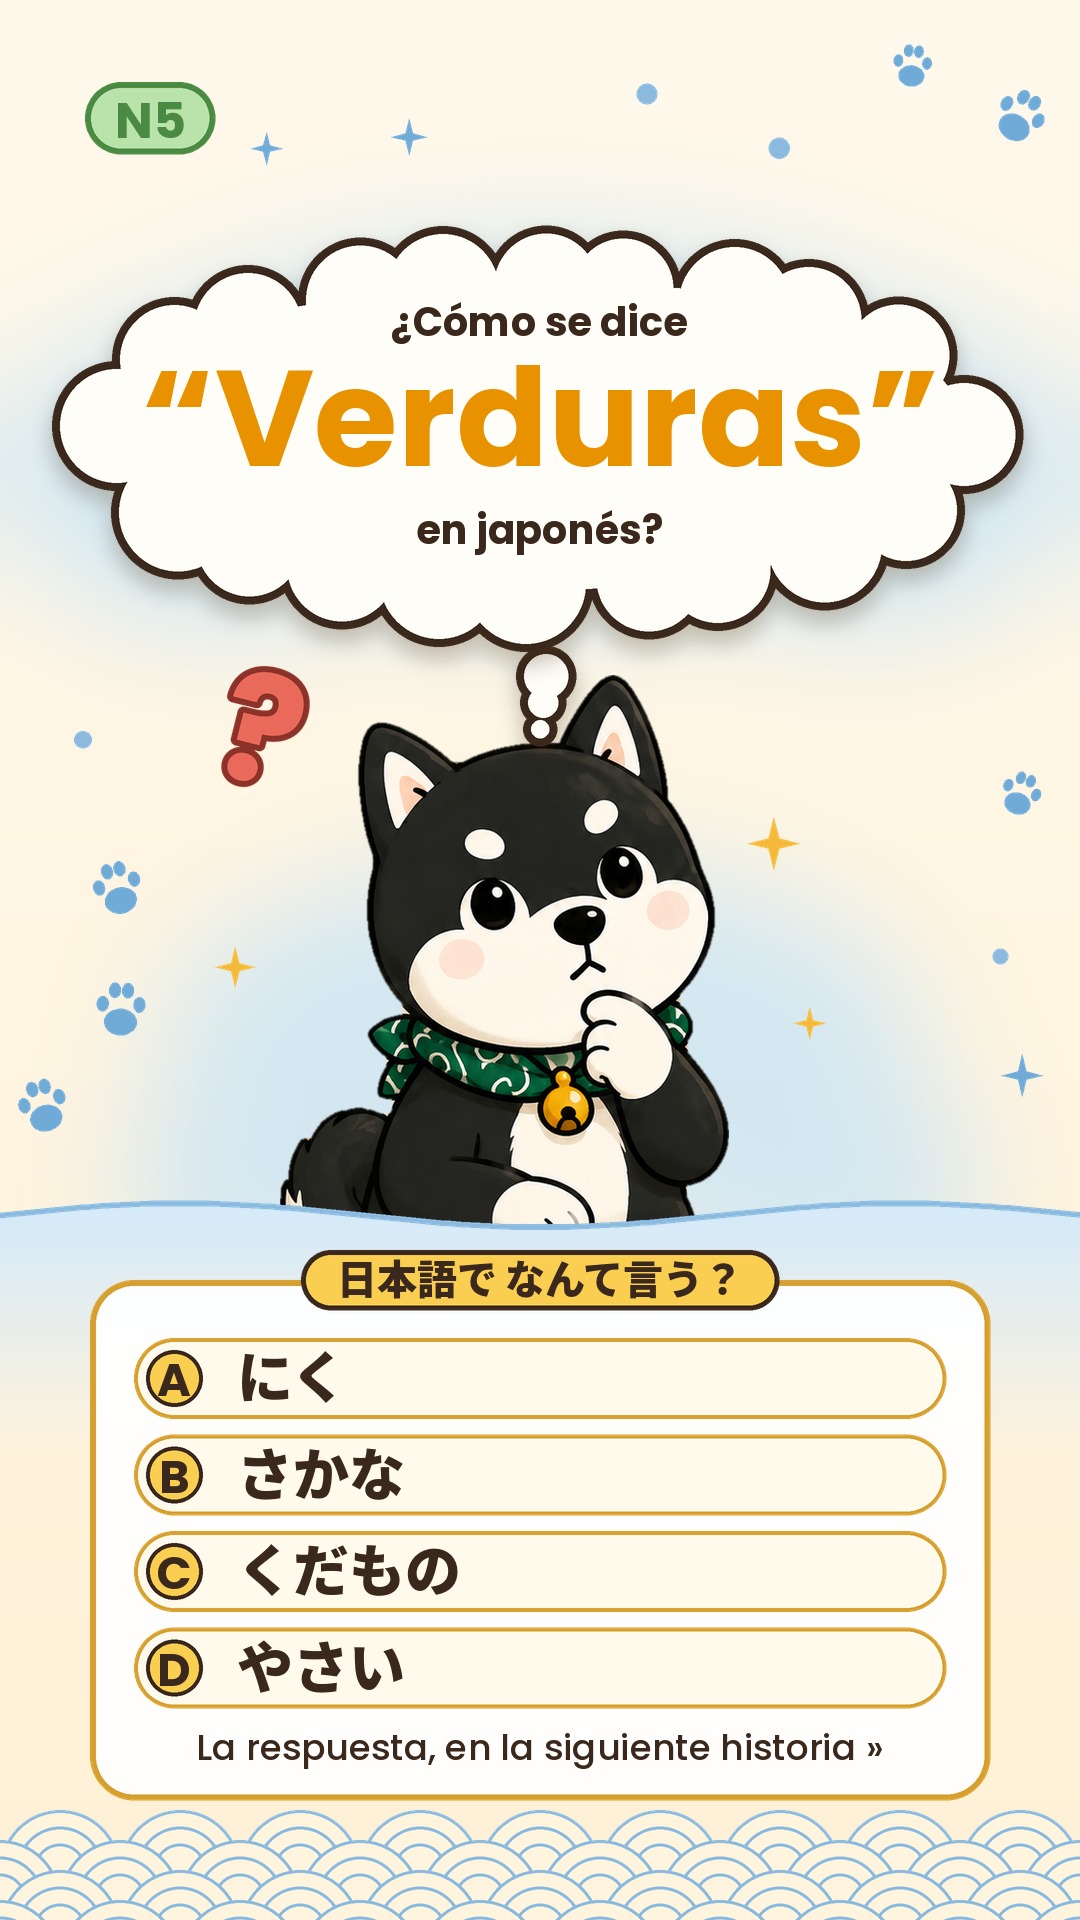 N5
¿Cómo se dice
“Verduras”
en japonés?
?
日本語で なんて言う？
A にく
B さかな
C くだもの
D やさい
La respuesta, en la siguiente historia »